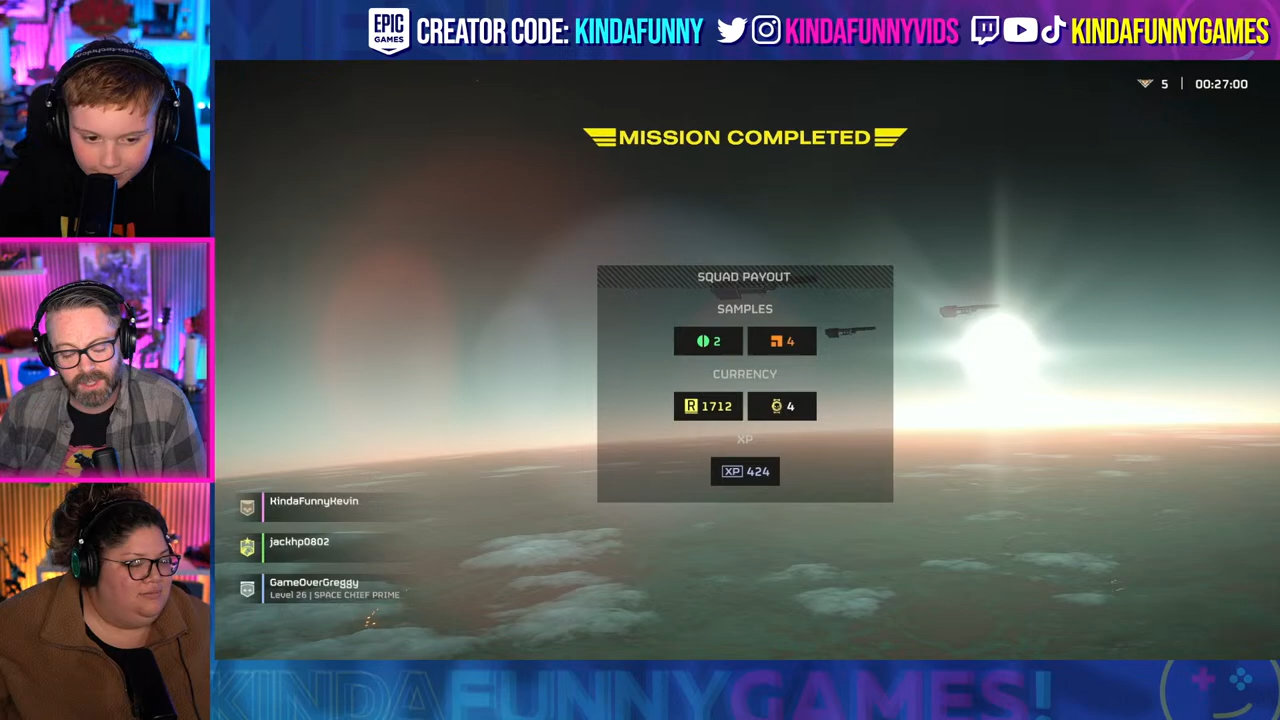 EPIC GAMES
CREATOR CODE: KINDAFUNNY
KINDAFUNNYVIDS
KINDAFUNNYGAMES
5 | 00:27:00
MISSION COMPLETED
SQUAD PAYOUT
SAMPLES
2 4
CURRENCY
R 1712 4
XP
XP 424
KindaFunnyKevin
jackhp0802
GameOverGreggy
Level 26 | SPACE CHIEF PRIME
KINDAFUNNYGAMES!